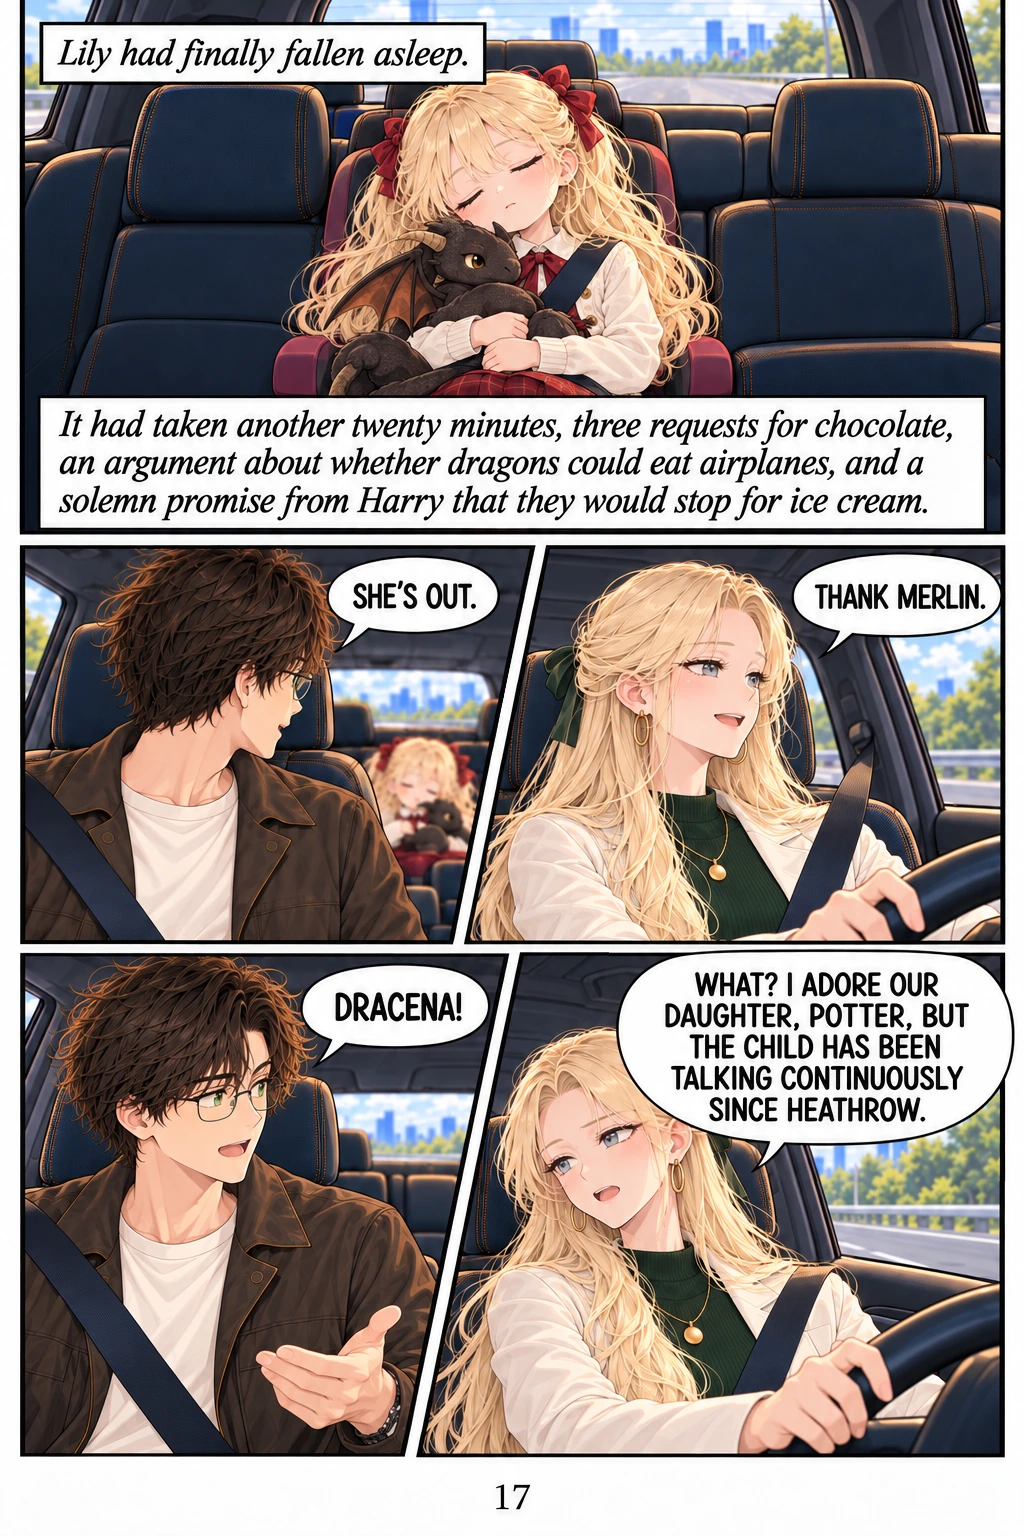 Lily had finally fallen asleep.
It had taken another twenty minutes, three requests for chocolate,
an argument about whether dragons could eat airplanes, and a
solemn promise from Harry that they would stop for ice cream.
SHE'S OUT.
THANK MERLIN.
DRACENA!
WHAT? I ADORE OUR
DAUGHTER, POTTER, BUT
THE CHILD HAS BEEN
TALKING CONTINUOUSLY
SINCE HEATHROW.
17